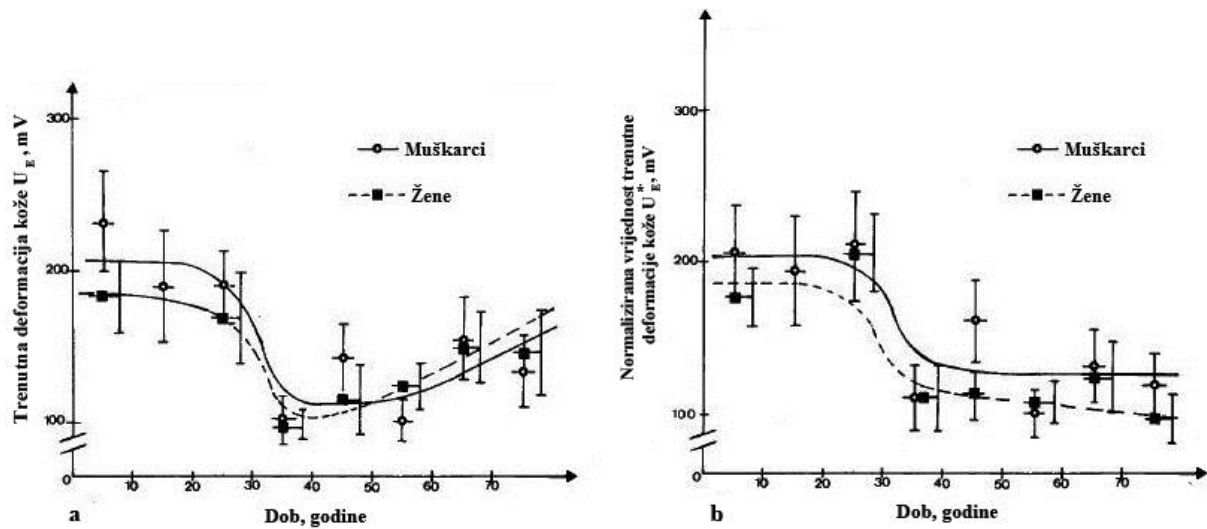 Trenutna deformacija kože U_E, mV
300
200
100
0
10
20
30
40
50
60
70
Muškarci
Žene
a
Dob, godine
Normalizirana vrijednost trenutne
deformacije kože U*_E, mV
300
200
100
0
10
20
30
40
50
60
70
Muškarci
Žene
b
Dob, godine